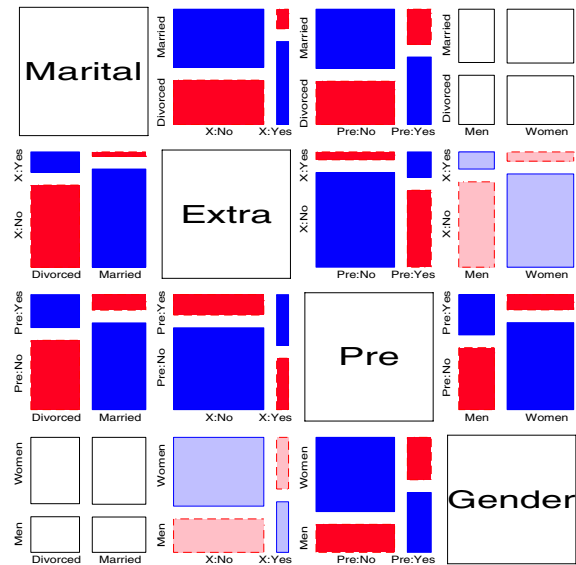 Marital
Married
Divorced
X:No X:Yes
Married
Divorced
Pre:No Pre:Yes
Married
Divorced
Men Women
X:Yes
X:No
Divorced Married
Extra
X:Yes
X:No
Pre:No Pre:Yes
X:Yes
X:No
Men Women
Pre:Yes
Pre:No
Divorced Married
Pre:Yes
Pre:No
X:No X:Yes
Pre
Pre:Yes
Pre:No
Men Women
Women
Men
Divorced Married
Women
Men
X:No X:Yes
Women
Men
Pre:No Pre:Yes
Gender